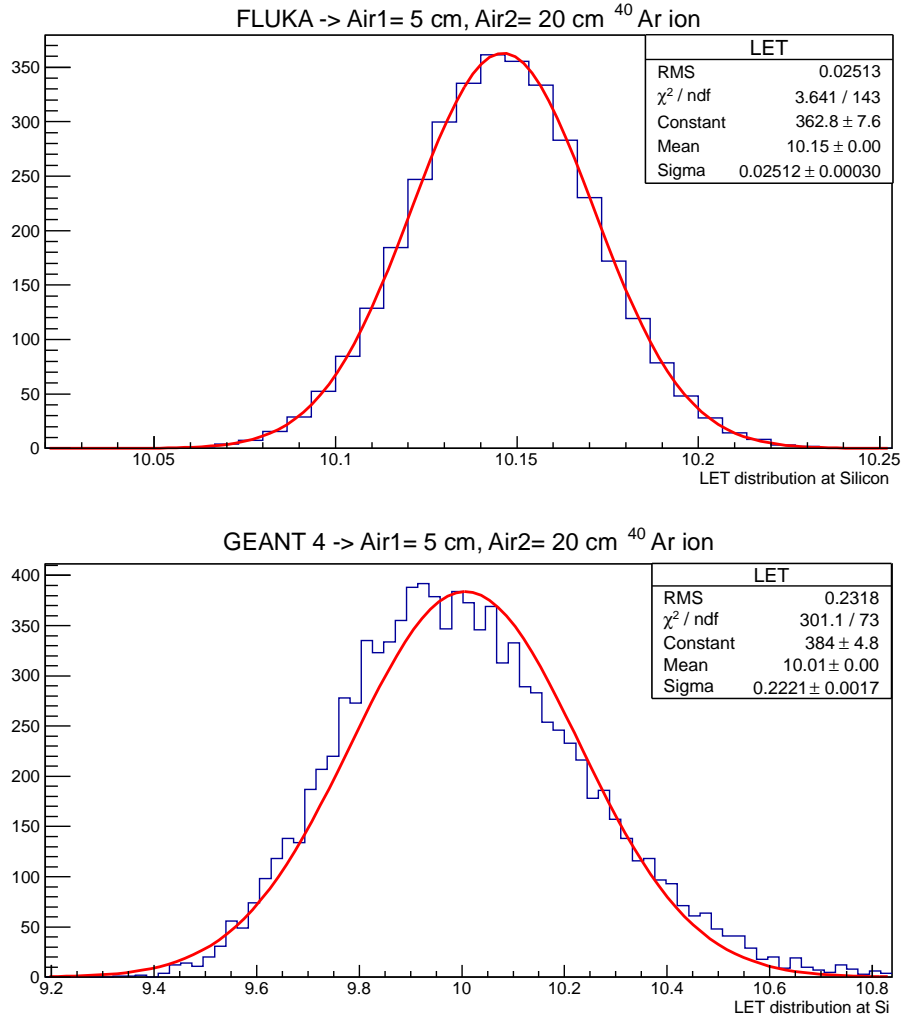 FLUKA -> Air1= 5 cm, Air2= 20 cm ⁴⁰Ar ion
LET
RMS 0.02513
χ² / ndf 3.641 / 143
Constant 362.8 ± 7.6
Mean 10.15 ± 0.00
Sigma 0.02512 ± 0.00030
350
300
250
200
150
100
50
0
10.05 10.1 10.15 10.2 10.25
LET distribution at Silicon
GEANT 4 -> Air1= 5 cm, Air2= 20 cm ⁴⁰Ar ion
LET
RMS 0.2318
χ² / ndf 301.1 / 73
Constant 384 ± 4.8
Mean 10.01 ± 0.00
Sigma 0.2221 ± 0.0017
400
350
300
250
200
150
100
50
0
9.2 9.4 9.6 9.8 10 10.2 10.4 10.6 10.8
LET distribution at Si